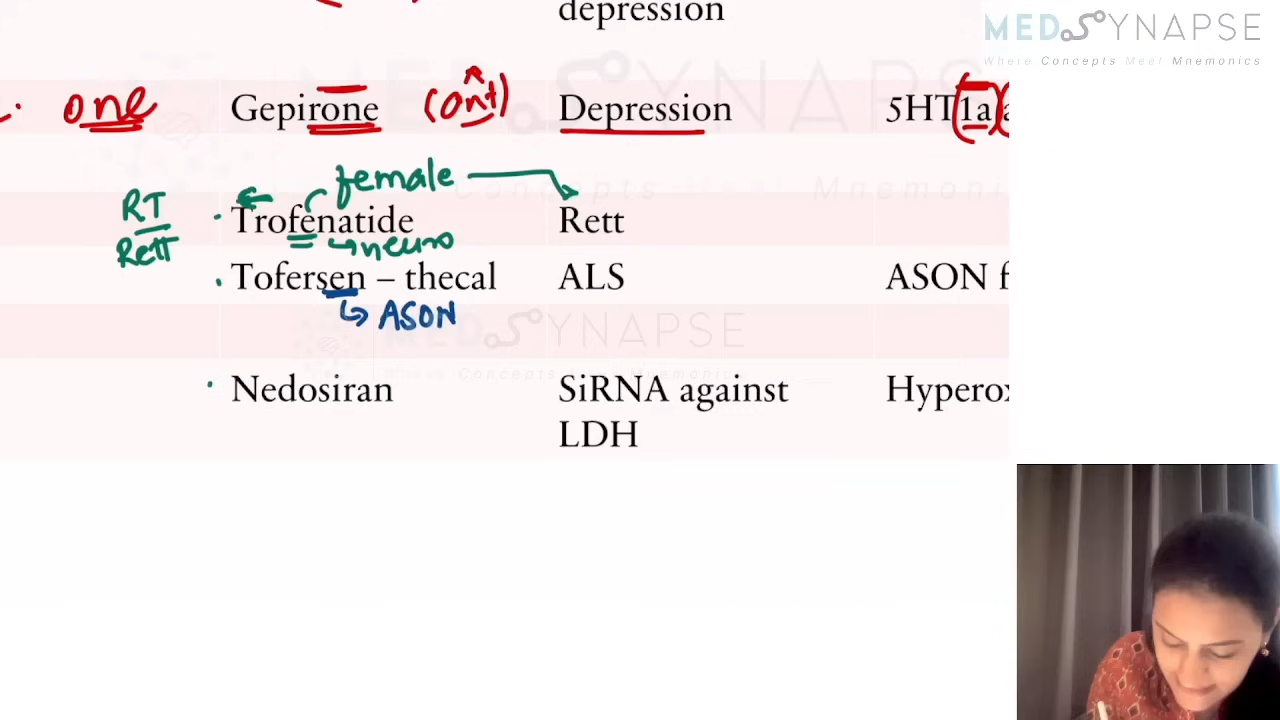 depression
MEDSYNAPSE
Where Concepts Meet Mnemonics
one Gepirone (ont) Depression 5HT1a
female
RT Trofenatide Rett
Rett neuro
Tofersen – thecal ALS ASON f
ASON
Nedosiran SiRNA against Hyperox
LDH